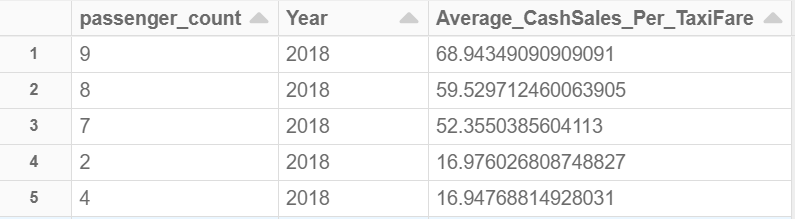 passenger_count Year Average_CashSales_Per_TaxiFare
1 9 2018 68.94349090909091
2 8 2018 59.529712460063905
3 7 2018 52.3550385604113
4 2 2018 16.976026808748827
5 4 2018 16.94768814928031